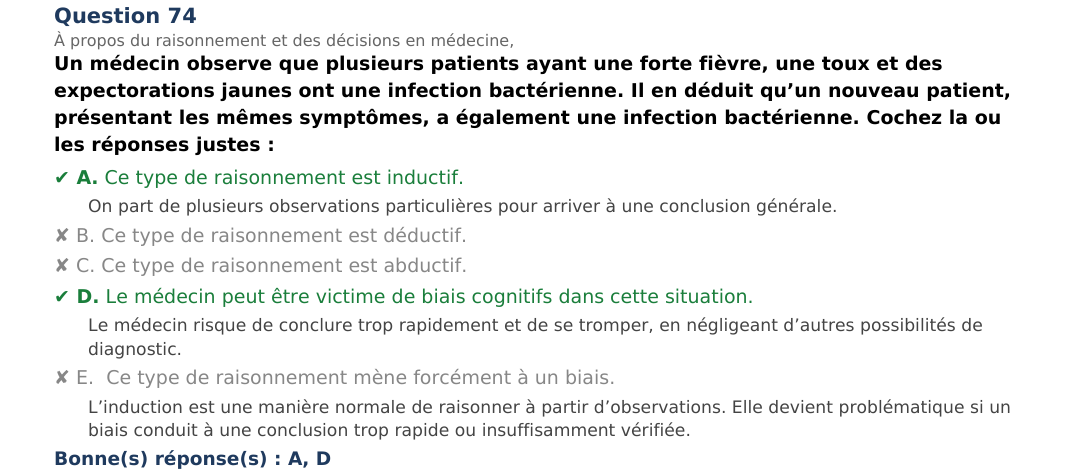 Question 74
À propos du raisonnement et des décisions en médecine,
Un médecin observe que plusieurs patients ayant une forte fièvre, une toux et des
expectorations jaunes ont une infection bactérienne. Il en déduit qu’un nouveau patient,
présentant les mêmes symptômes, a également une infection bactérienne. Cochez la ou
les réponses justes :
✔ A. Ce type de raisonnement est inductif.
On part de plusieurs observations particulières pour arriver à une conclusion générale.
✘ B. Ce type de raisonnement est déductif.
✘ C. Ce type de raisonnement est abductif.
✔ D. Le médecin peut être victime de biais cognitifs dans cette situation.
Le médecin risque de conclure trop rapidement et de se tromper, en négligeant d’autres possibilités de
diagnostic.
✘ E.  Ce type de raisonnement mène forcément à un biais.
L’induction est une manière normale de raisonner à partir d’observations. Elle devient problématique si un
biais conduit à une conclusion trop rapide ou insuffisamment vérifiée.
Bonne(s) réponse(s) : A, D